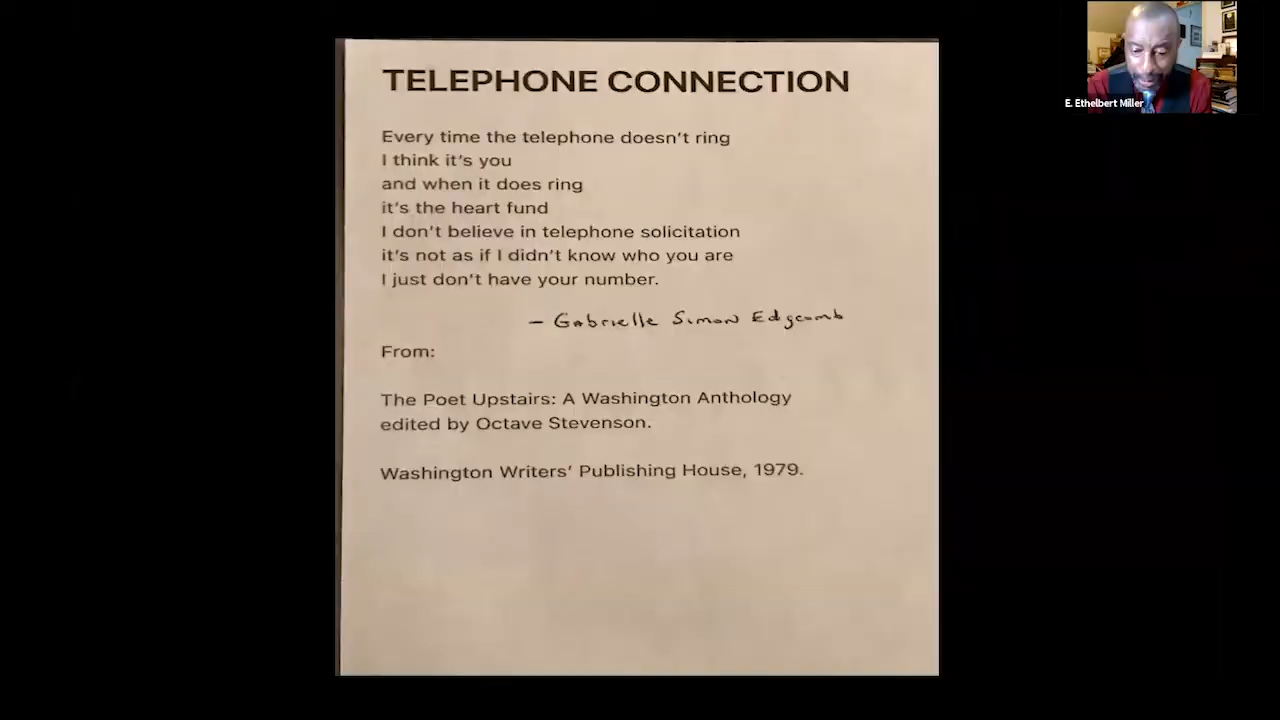 TELEPHONE CONNECTION
Every time the telephone doesn't ring
I think it's you
and when it does ring
it's the heart fund
I don't believe in telephone solicitation
it's not as if I didn't know who you are
I just don't have your number.
– Gabrielle Simon Edgcomb
From:
The Poet Upstairs: A Washington Anthology
edited by Octave Stevenson.
Washington Writers' Publishing House, 1979.
E. Ethelbert Miller